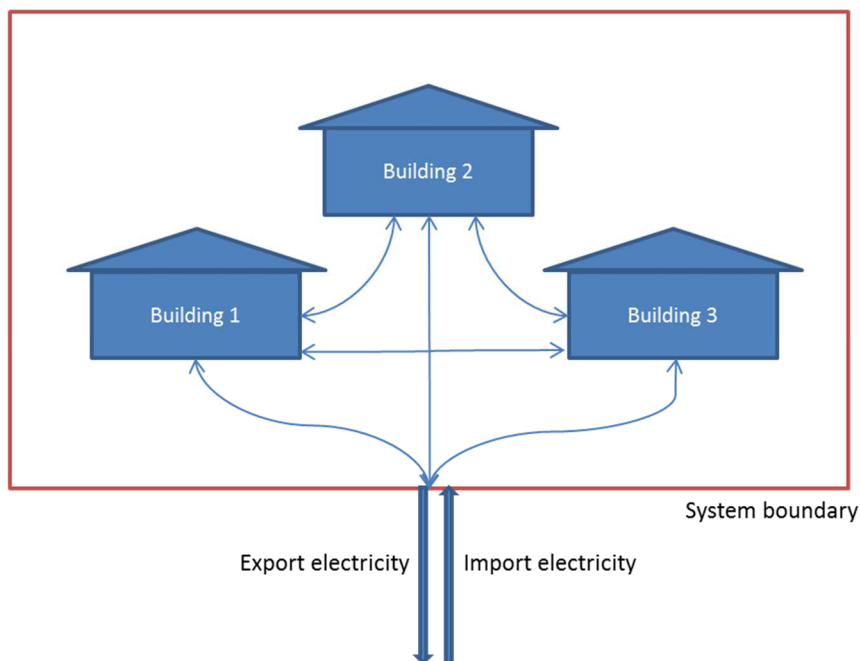 Building 2
Building 1
Building 3
System boundary
Export electricity
Import electricity